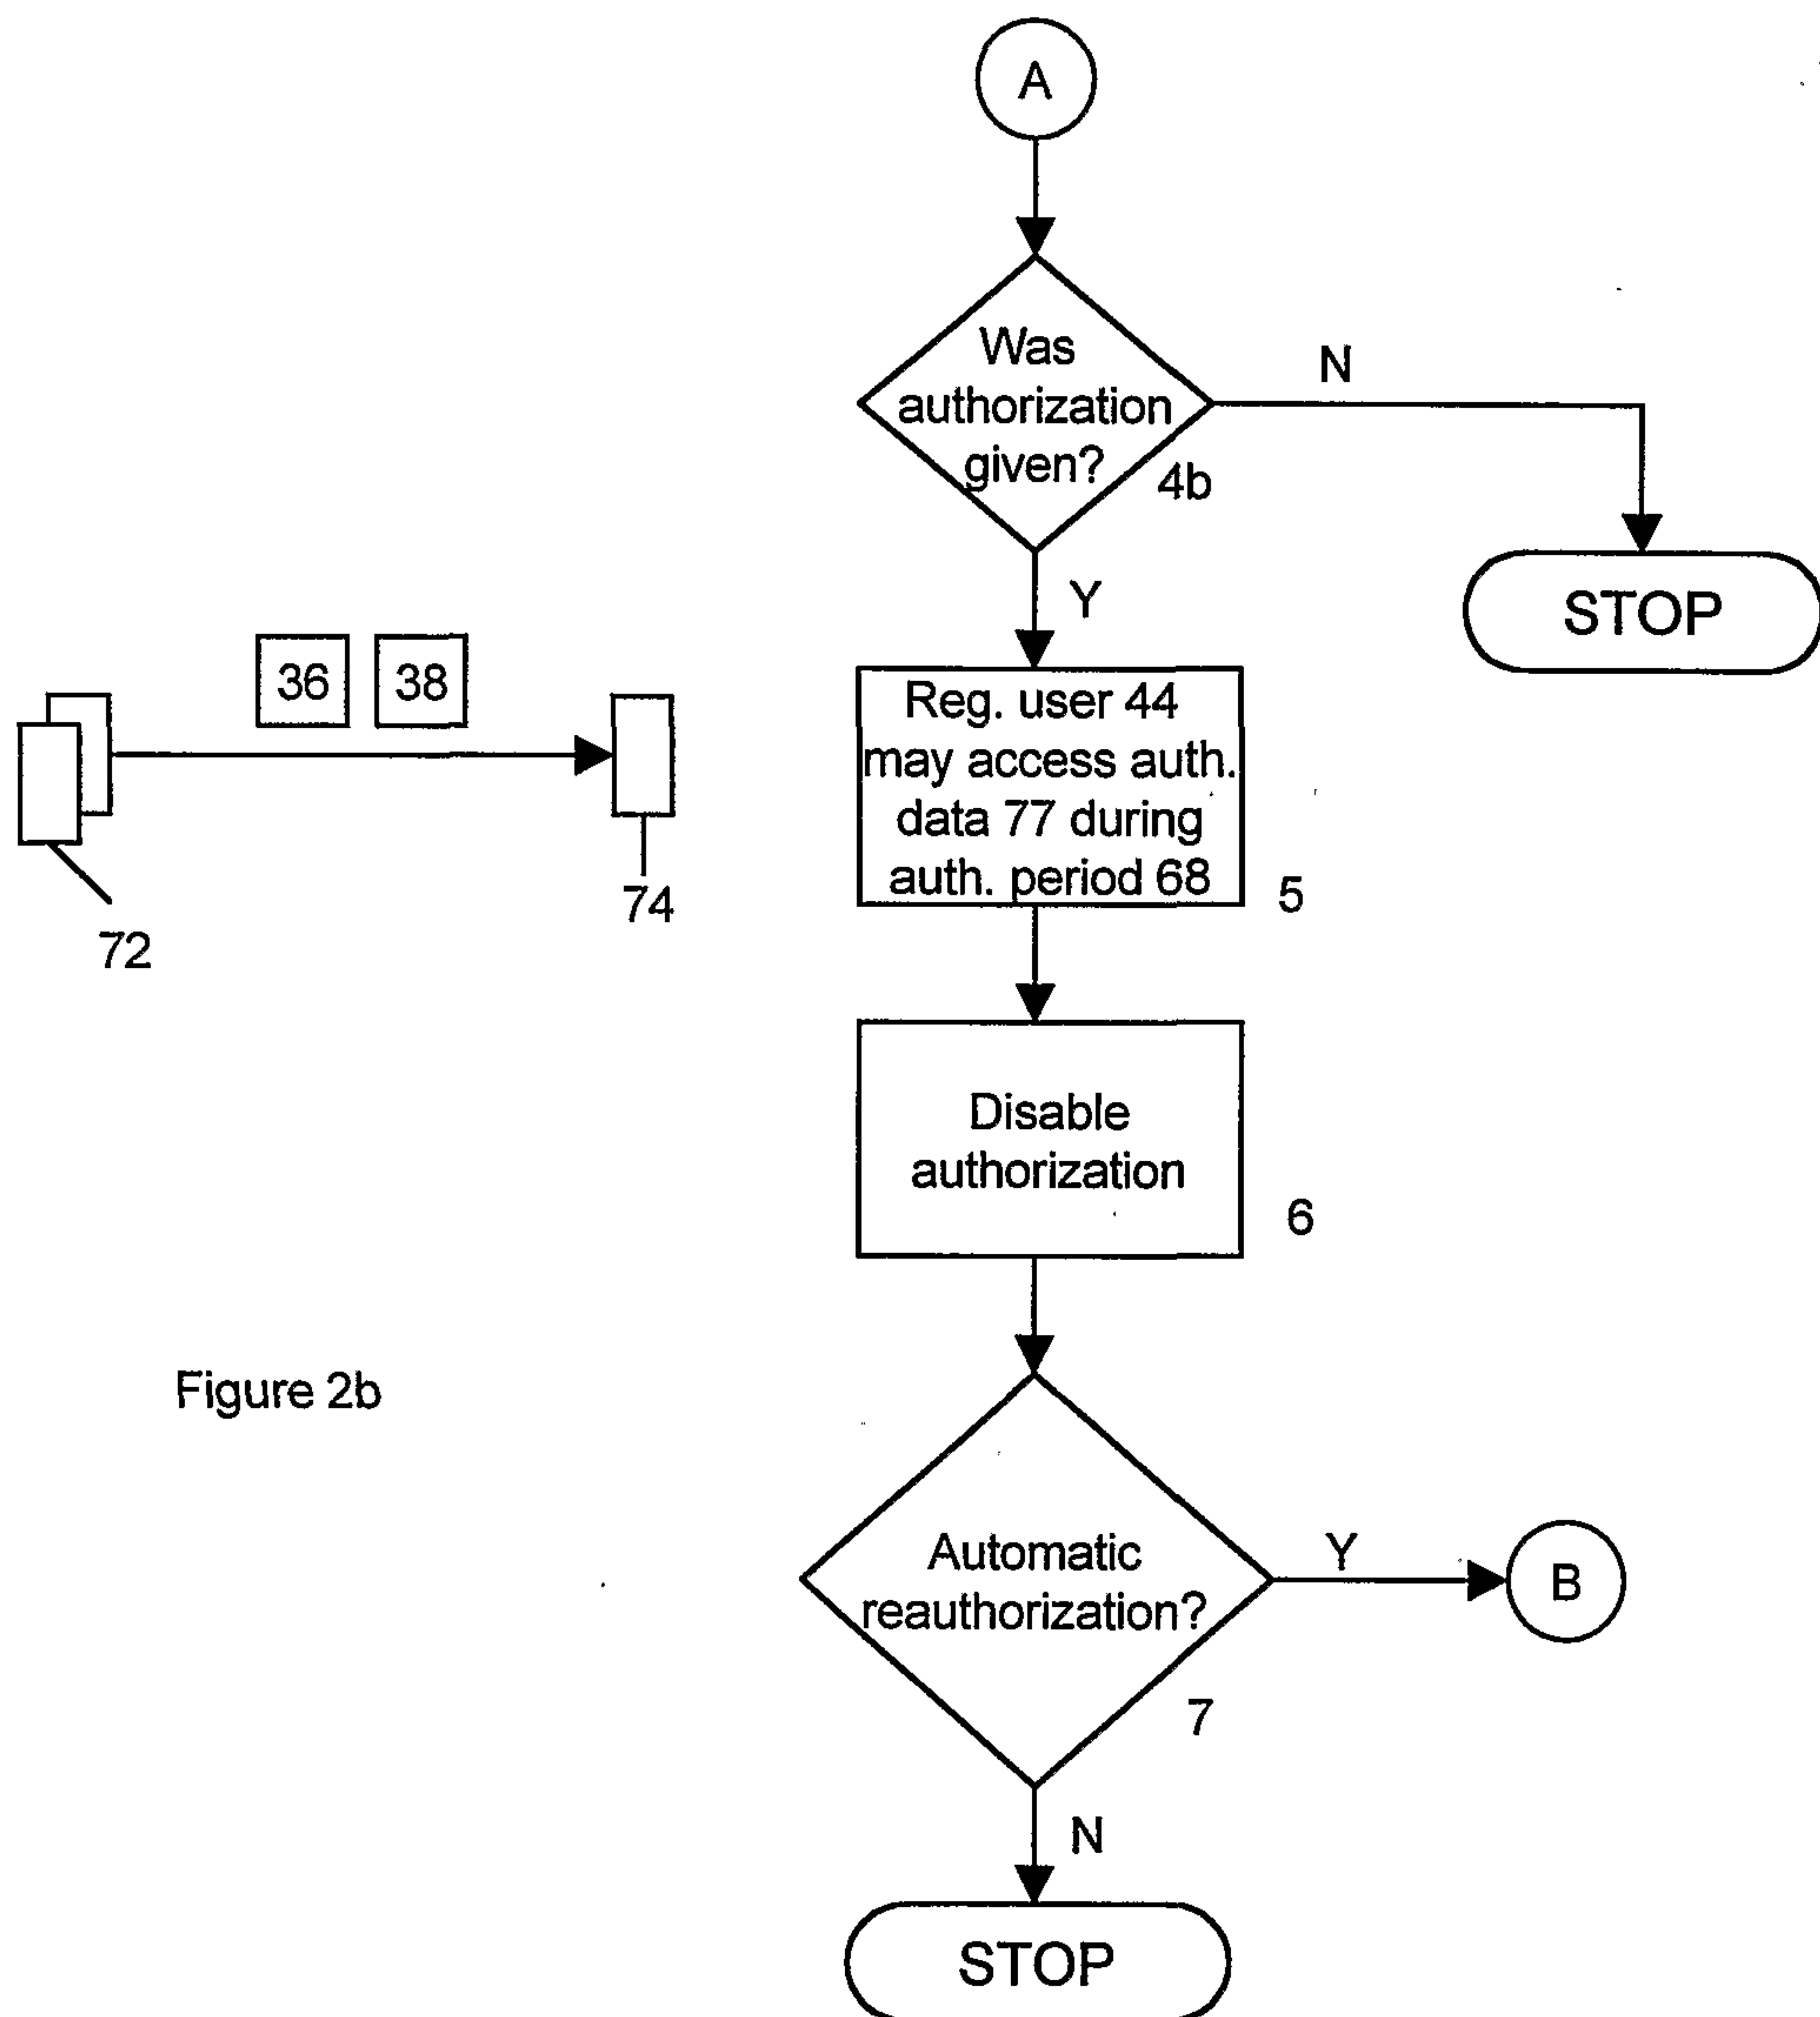 A
Was
authorization
given?
4b
N
STOP
Y
36 38
72
74
Reg. user 44
may access auth.
data 77 during
auth. period 68
5
Disable
authorization
6
Figure 2b
Automatic
reauthorization?
7
Y
B
N
STOP